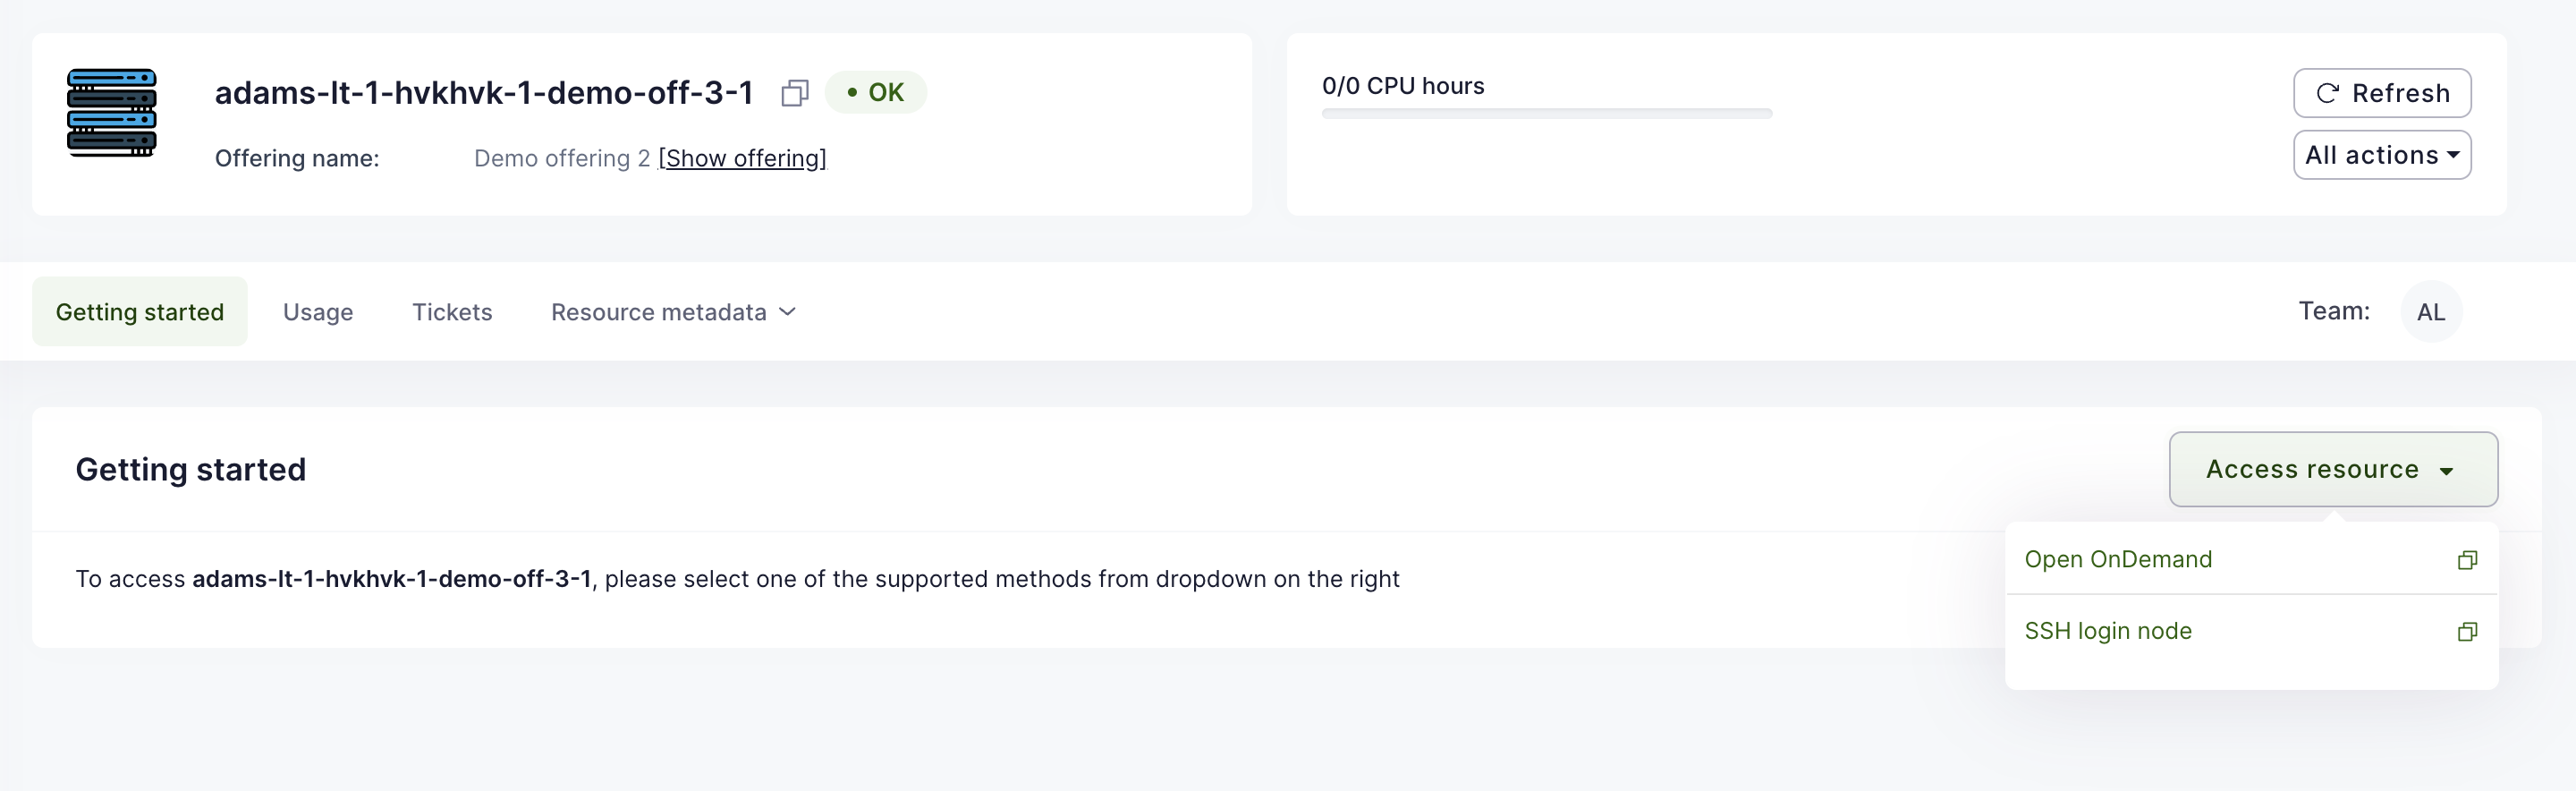 adams-lt-1-hvkhvk-1-demo-off-3-1 • OK
Offering name: Demo offering 2 [Show offering]
0/0 CPU hours
Refresh
All actions
Getting started Usage Tickets Resource metadata Team: AL
Getting started
Access resource
To access adams-lt-1-hvkhvk-1-demo-off-3-1, please select one of the supported methods from dropdown on the right
Open OnDemand
SSH login node